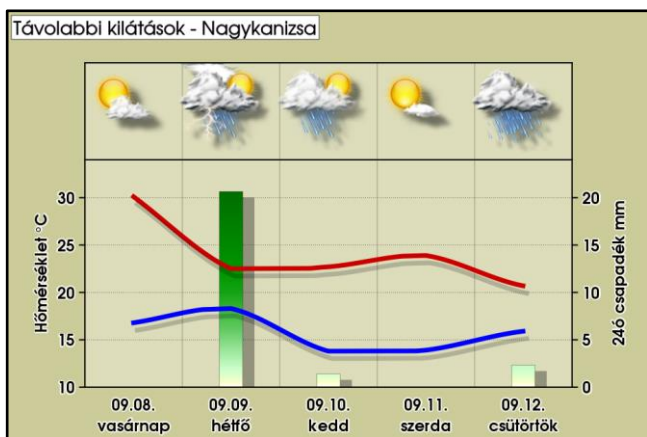 Távolabbi kilátások - Nagykanizsa
Hőmérséklet °C
30
25
20
15
10
24ó csapadék mm
20
15
10
5
0
09.08. 09.09. 09.10. 09.11. 09.12.
vasárnap hétfő kedd szerda csütörtök